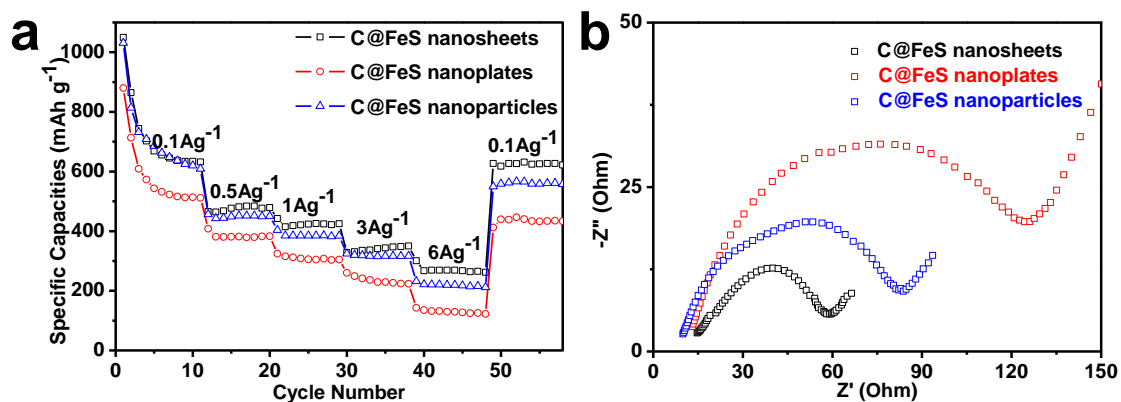 a
1000
800
600
400
200
0
0
10
20
30
40
50
Specific Capacities (mAh g⁻¹)
Cycle Number
C@FeS nanosheets
C@FeS nanoplates
C@FeS nanoparticles
0.1Ag⁻¹
0.5Ag⁻¹
1Ag⁻¹
3Ag⁻¹
6Ag⁻¹
0.1Ag⁻¹
b
50
25
0
0
30
60
90
120
150
-Z" (Ohm)
Z' (Ohm)
C@FeS nanosheets
C@FeS nanoplates
C@FeS nanoparticles